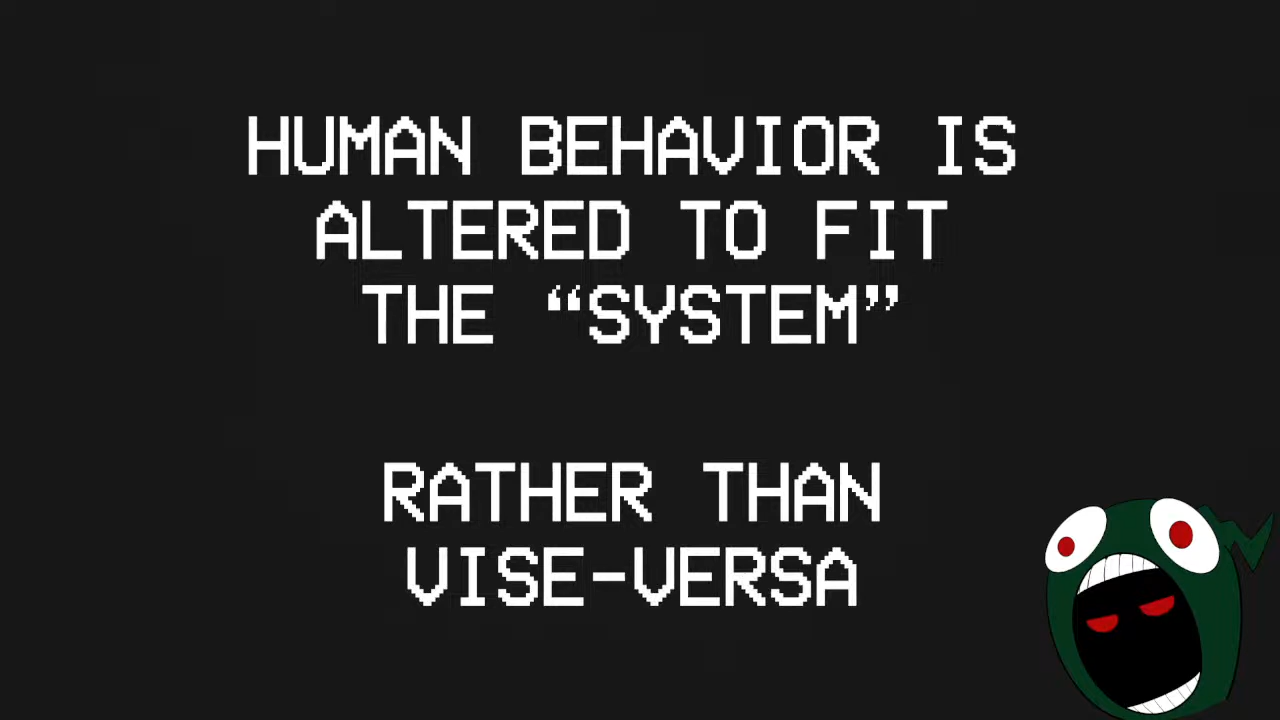 HUMAN BEHAVIOR IS
ALTERED TO FIT
THE “SYSTEM”
RATHER THAN
VISE-VERSA